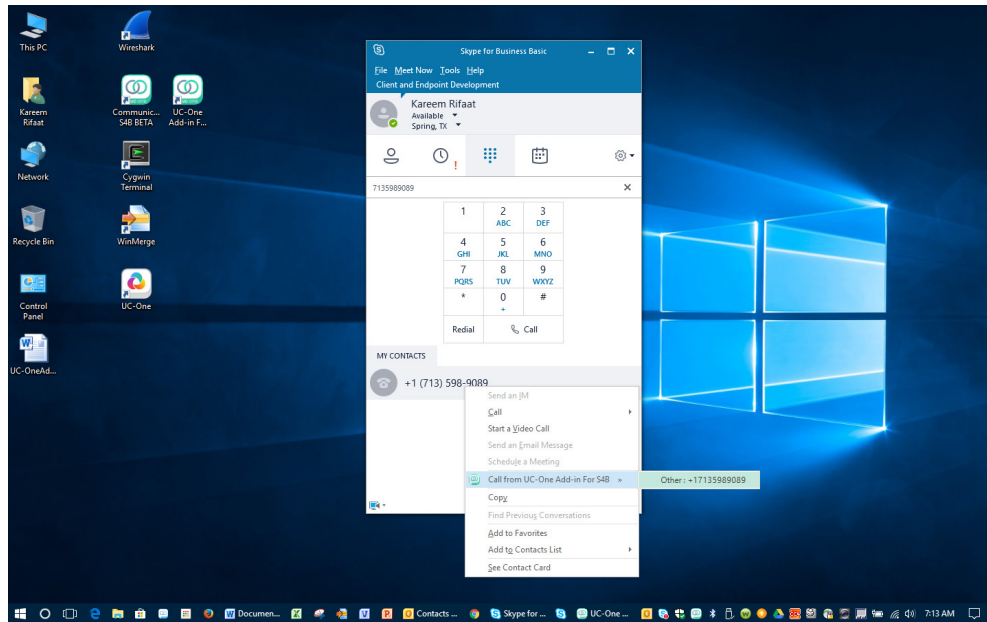 This PC
Wireshark
Kareem
Rifaat
Communic...
S4B BETA
UC-One
Add-in F...
Network
Cygwin
Terminal
Recycle Bin
WinMerge
Control
Panel
UC-One
UC-OneAd...
Skype for Business Basic
File Meet Now Tools Help
Client and Endpoint Development
Kareem Rifaat
Available
Spring, TX
7135989089
1 2 3
ABC DEF
4 5 6
GHI JKL MNO
7 8 9
PQRS TUV WXYZ
* 0 #
+
Redial Call
MY CONTACTS
+1 (713) 598-9089
Send an IM
Call
Start a Video Call
Send an Email Message
Schedule a Meeting
Call from UC-One Add-in For S4B »
Other : +17135989089
Copy
Find Previous Conversations
Add to Favorites
Add to Contacts List
See Contact Card
Documen... Contacts ... Skype for ... UC-One ... 7:13 AM